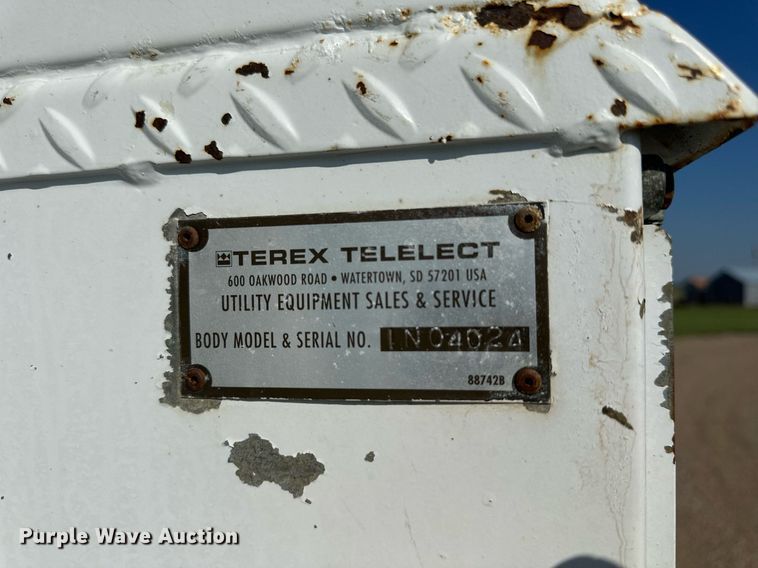 TEREX TELELECT
600 OAKWOOD ROAD • WATERTOWN, SD 57201 USA
UTILITY EQUIPMENT SALES & SERVICE
BODY MODEL & SERIAL NO. LN04024
88742B
Purple Wave Auction